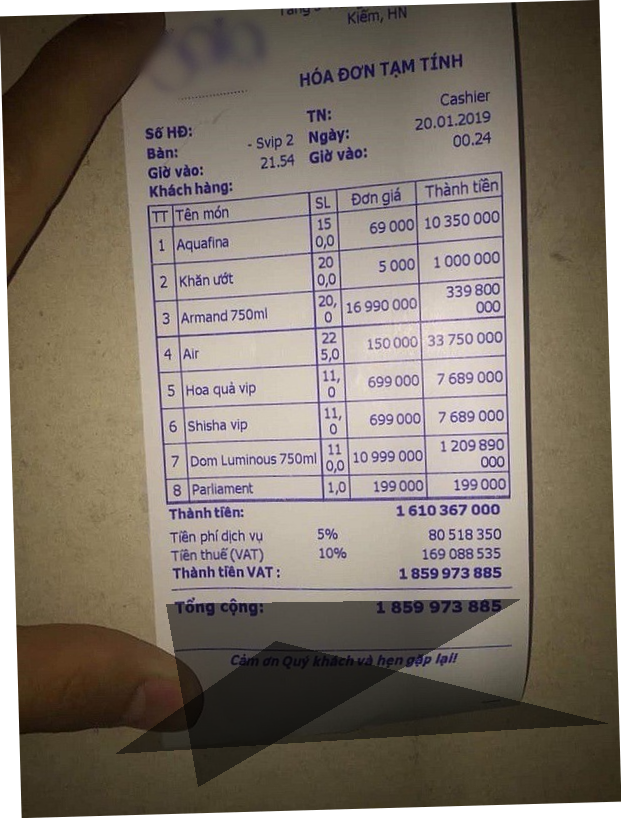 Kiếm, HN
HÓA ĐƠN TẠM TÍNH
Số HĐ: TN: Cashier
Bàn: - Svip 2 Ngày: 20.01.2019
Giờ vào: 21.54 Giờ vào: 00.24
Khách hàng:
TT Tên món SL Đơn giá Thành tiền
1 Aquafina 150,0 69 000 10 350 000
2 Khăn ướt 200,0 5 000 1 000 000
3 Armand 750ml 20,0 16 990 000 339 800 000
4 Air 225,0 150 000 33 750 000
5 Hoa quả vip 11,0 699 000 7 689 000
6 Shisha vip 11,0 699 000 7 689 000
7 Dom Luminous 750ml 110,0 10 999 000 1 209 890 000
8 Parliament 1,0 199 000 199 000
Thành tiền: 1 610 367 000
Tiền phí dịch vụ 5% 80 518 350
Tiền thuế (VAT) 10% 169 088 535
Thành tiền VAT : 1 859 973 885
Tổng cộng: 1 859 973 885
Cảm ơn Quý khách và hẹn gặp lại!